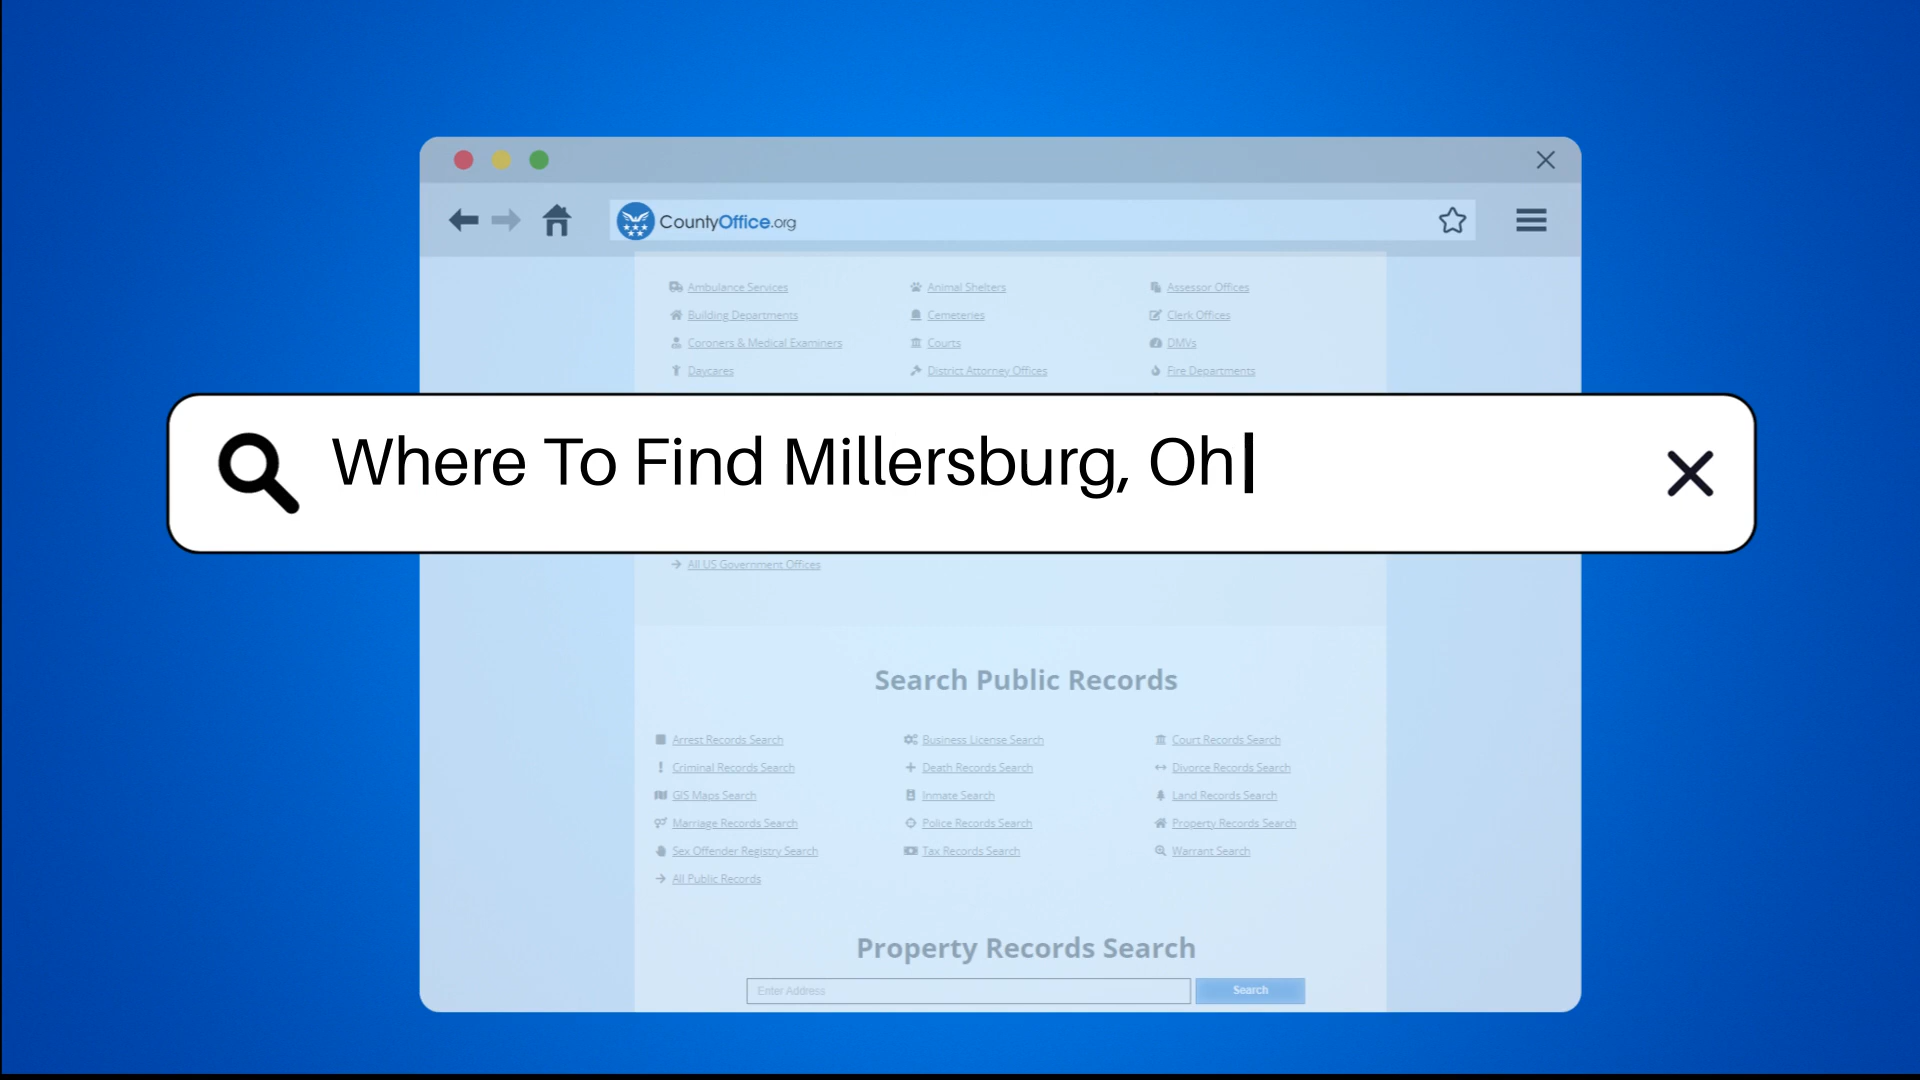 CountyOffice.org
Ambulance Services Animal Shelters Assessor Offices
Building Departments Cemeteries Clerk Offices
Coroners & Medical Examiners Courts DMVs
Daycares District Attorney Offices Fire Departments
Where To Find Millersburg, Oh
All US Government Offices
Search Public Records
Arrest Records Search Business License Search Court Records Search
Criminal Records Search Death Records Search Divorce Records Search
GIS Maps Search Inmate Search Land Records Search
Marriage Records Search Police Records Search Property Records Search
Sex Offender Registry Search Tax Records Search Warrant Search
All Public Records
Property Records Search
Enter Address Search